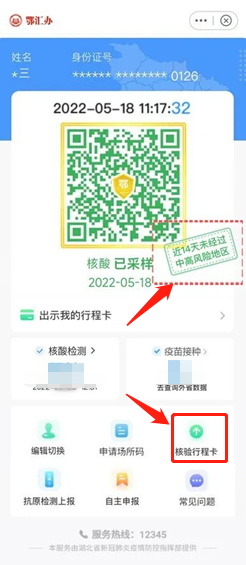 鄂汇办
姓名
身份证号
*三
****** ******** 0126
2022-05-18 11:17:32
鄂
核酸 已采样
2022-05-18
近14天未经过
中高风险地区
出示我的行程卡
核酸检测
疫苗接种
去查询外省数据
编辑切换
申请场所码
核验行程卡
抗原检测上报
自主申报
常见问题
服务热线：12345
本服务由湖北省新冠肺炎疫情防控指挥部提供